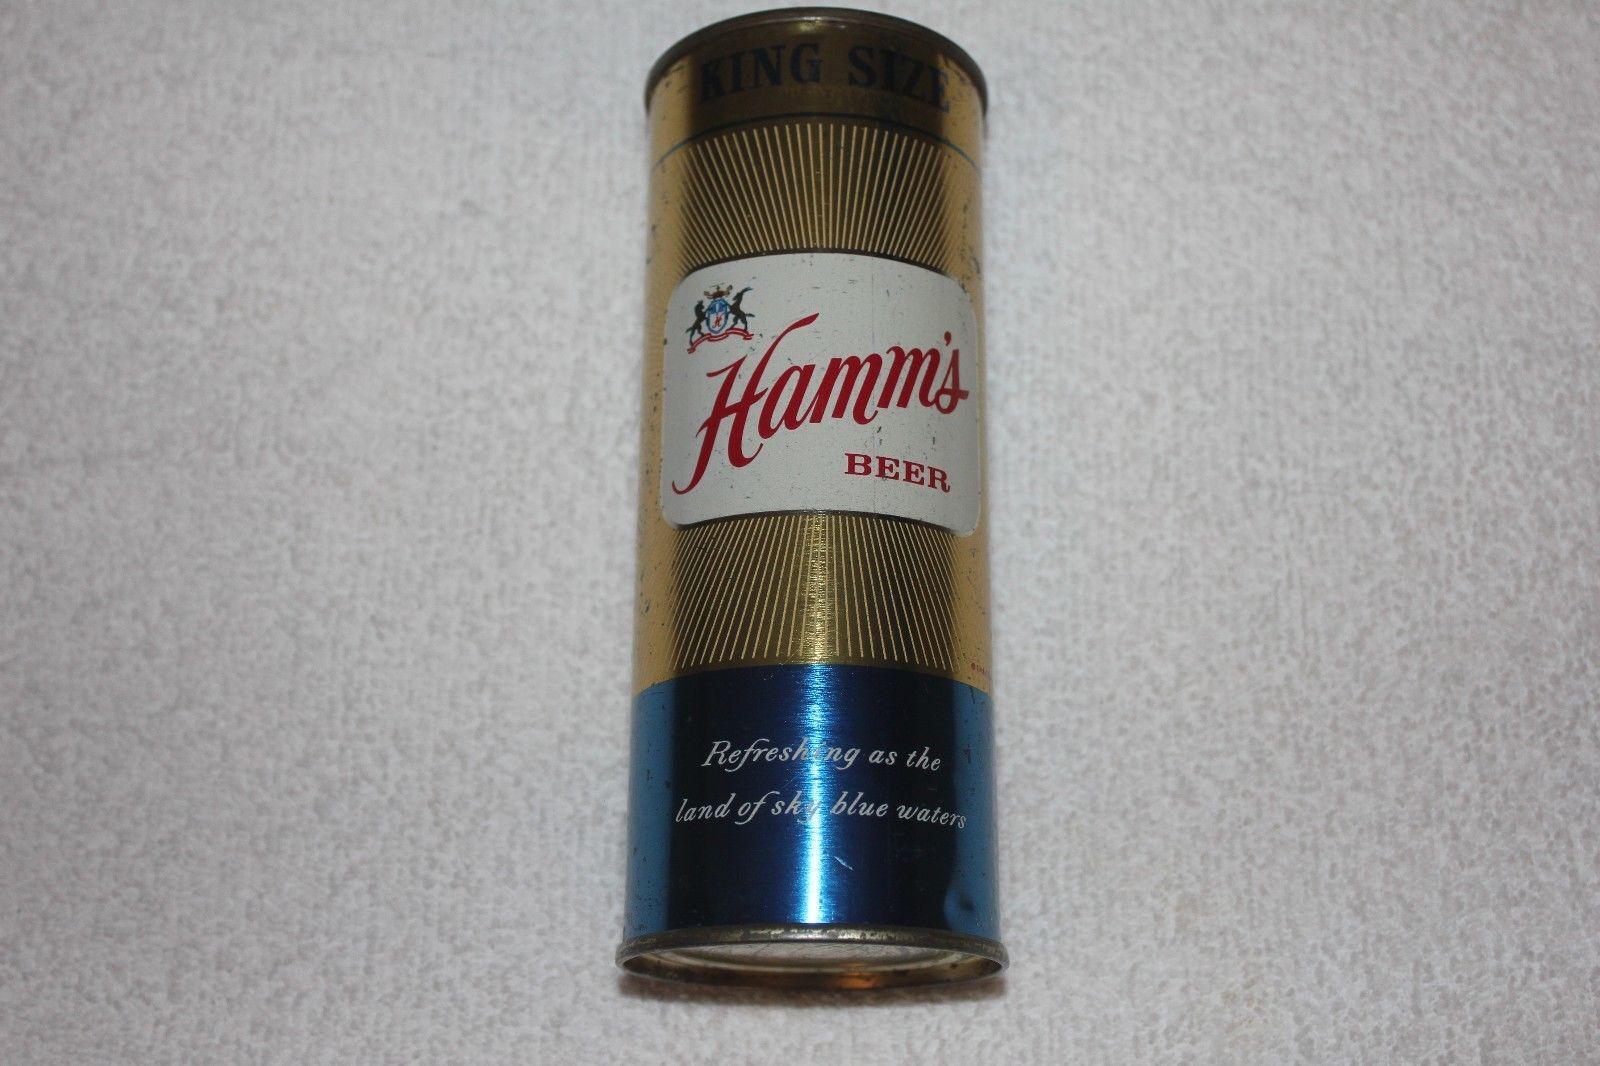 KING SIZE
H
Hamm's
BEER
Refreshing as the
land of sky blue waters